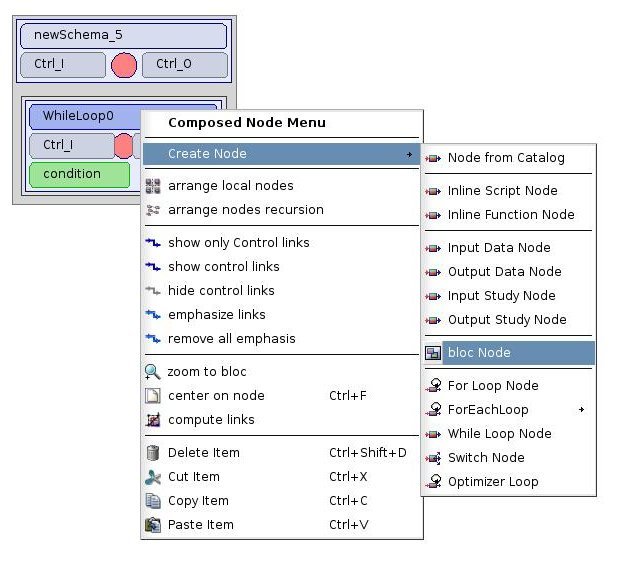 newSchema_5
Ctrl_I
Ctrl_O
WhileLoop0
Ctrl_I
condition
Composed Node Menu
Create Node
arrange local nodes
arrange nodes recursion
show only Control links
show control links
hide control links
emphasize links
remove all emphasis
zoom to bloc
center on node Ctrl+F
compute links
Delete Item Ctrl+Shift+D
Cut Item Ctrl+X
Copy Item Ctrl+C
Paste Item Ctrl+V
Node from Catalog
Inline Script Node
Inline Function Node
Input Data Node
Output Data Node
Input Study Node
Output Study Node
bloc Node
For Loop Node
ForEachLoop
While Loop Node
Switch Node
Optimizer Loop